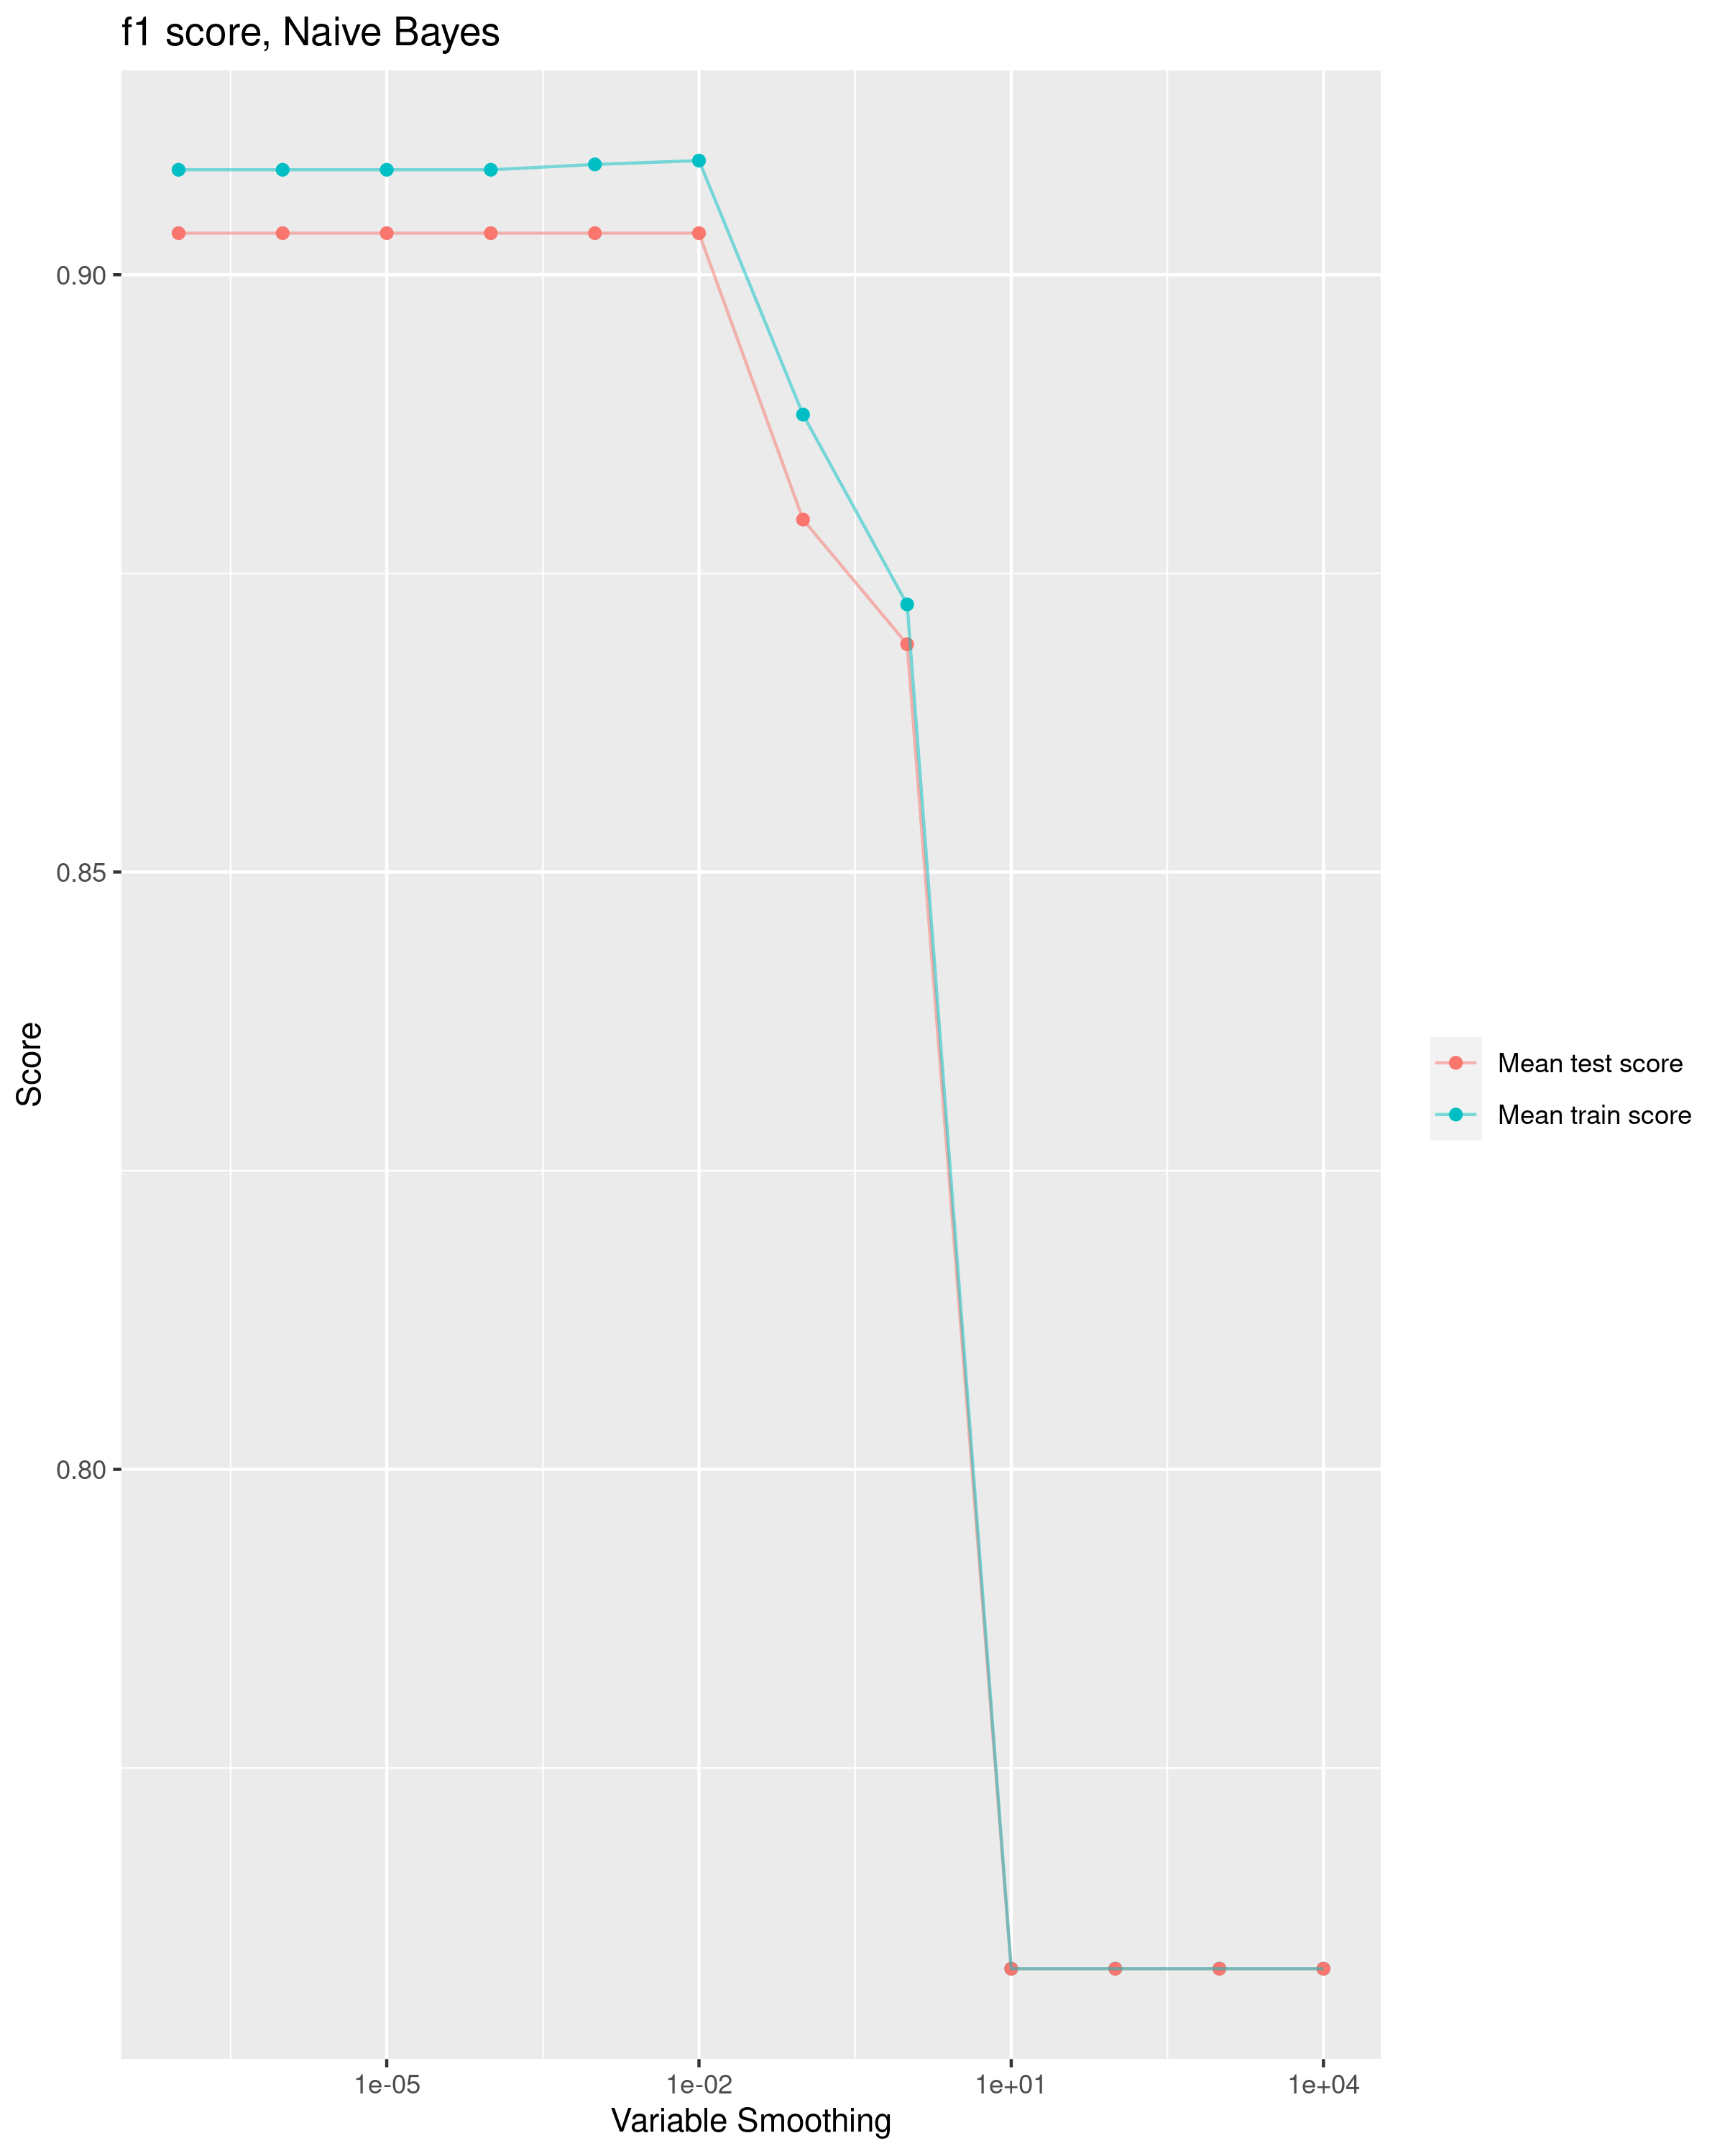 f1 score, Naive Bayes
0.90
0.85
0.80
Score
1e-05
1e-02
1e+01
1e+04
Variable Smoothing
Mean test score
Mean train score